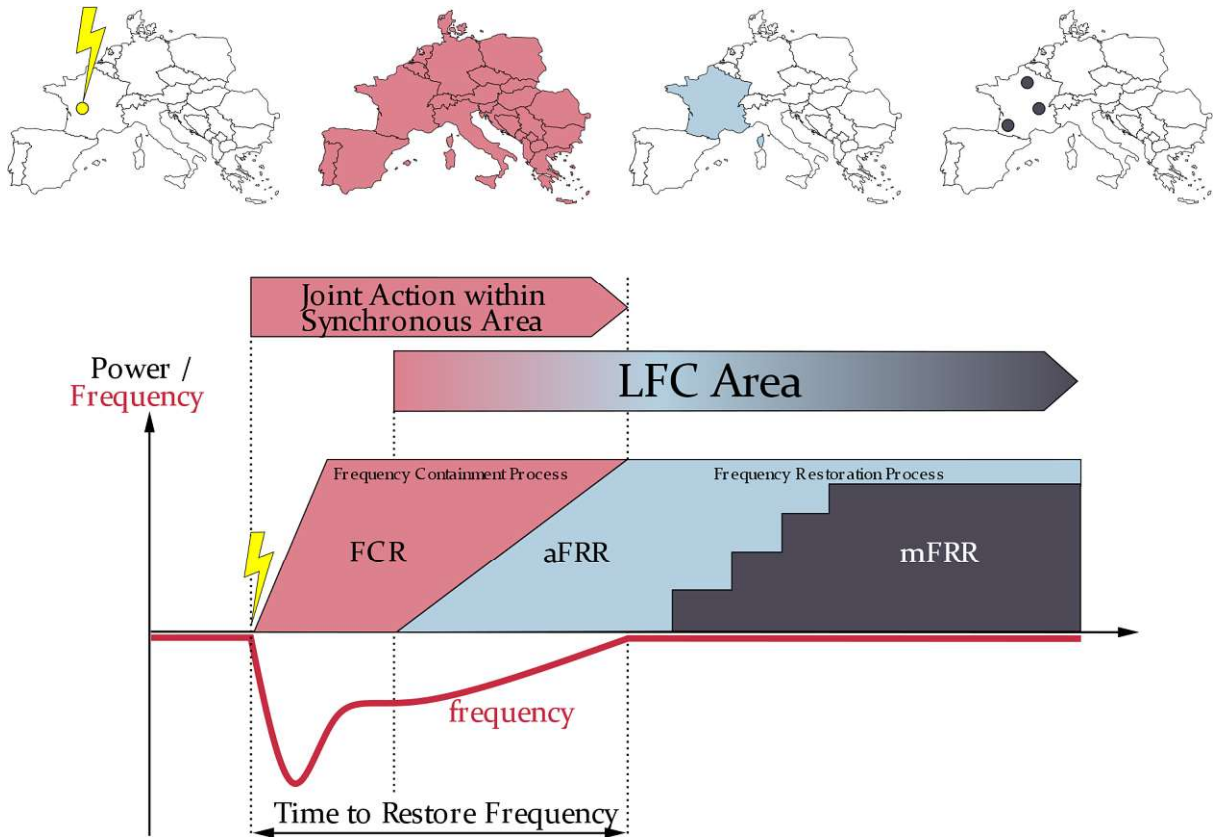 Joint Action within
Synchronous Area
LFC Area
Power /
Frequency
Frequency Containment Process
Frequency Restoration Process
FCR
aFRR
mFRR
frequency
Time to Restore Frequency